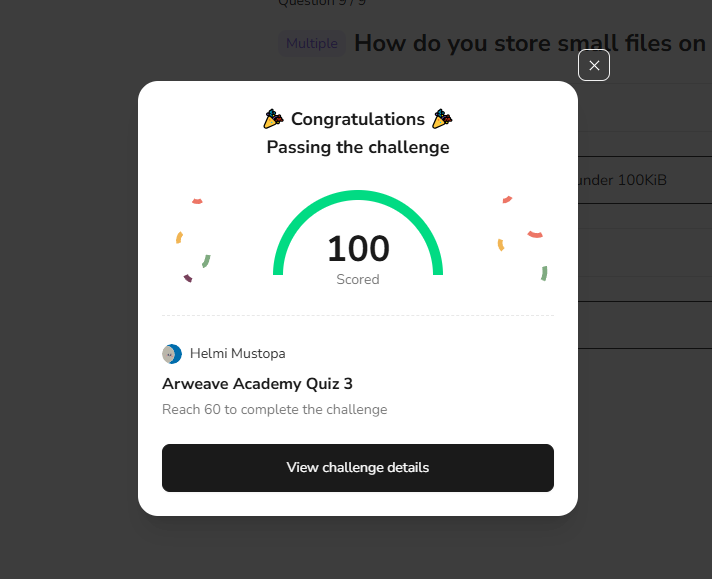 Question 9 / 9
Multiple How do you store small files on
Congratulations
Passing the challenge
under 100KiB
100
Scored
Helmi Mustopa
Arweave Academy Quiz 3
Reach 60 to complete the challenge
View challenge details